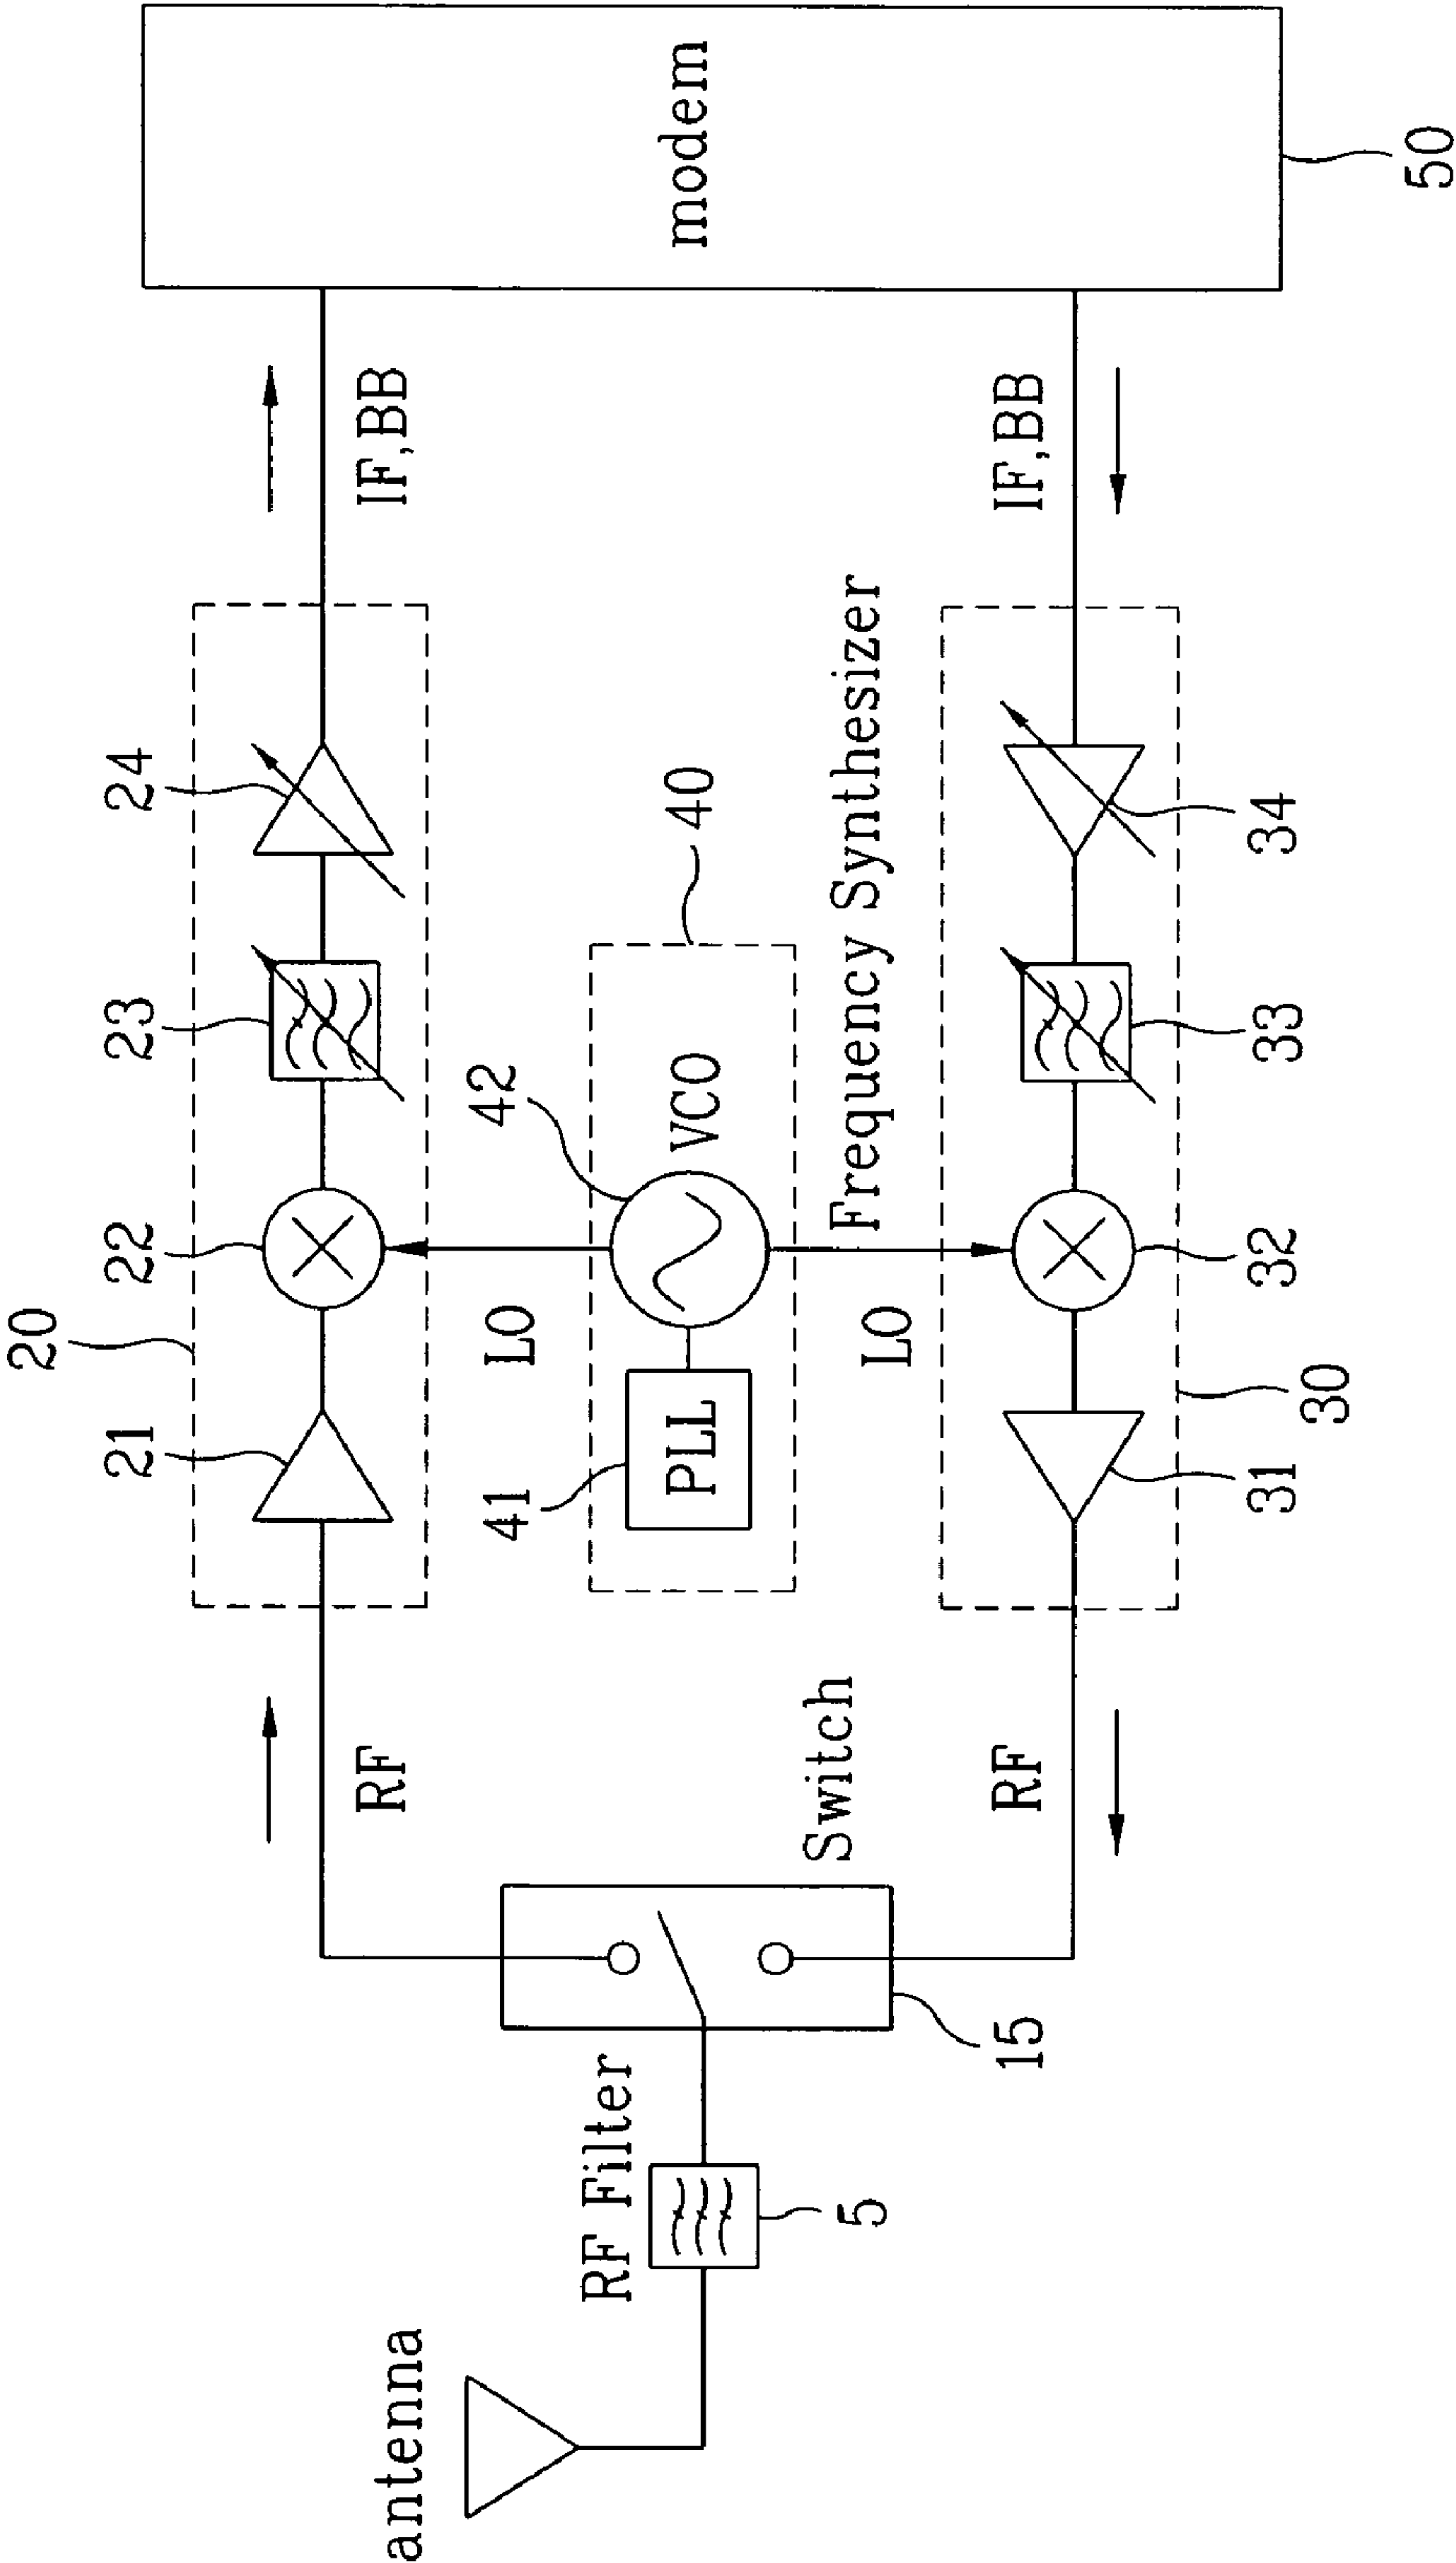 20
21
22
23
24
RF
IF,BB
antenna
RF Filter
5
Switch
15
LO
41
PLL
42
VCO
40
Frequency Synthesizer
LO
modem
50
RF
IF,BB
31
32
33
34
30